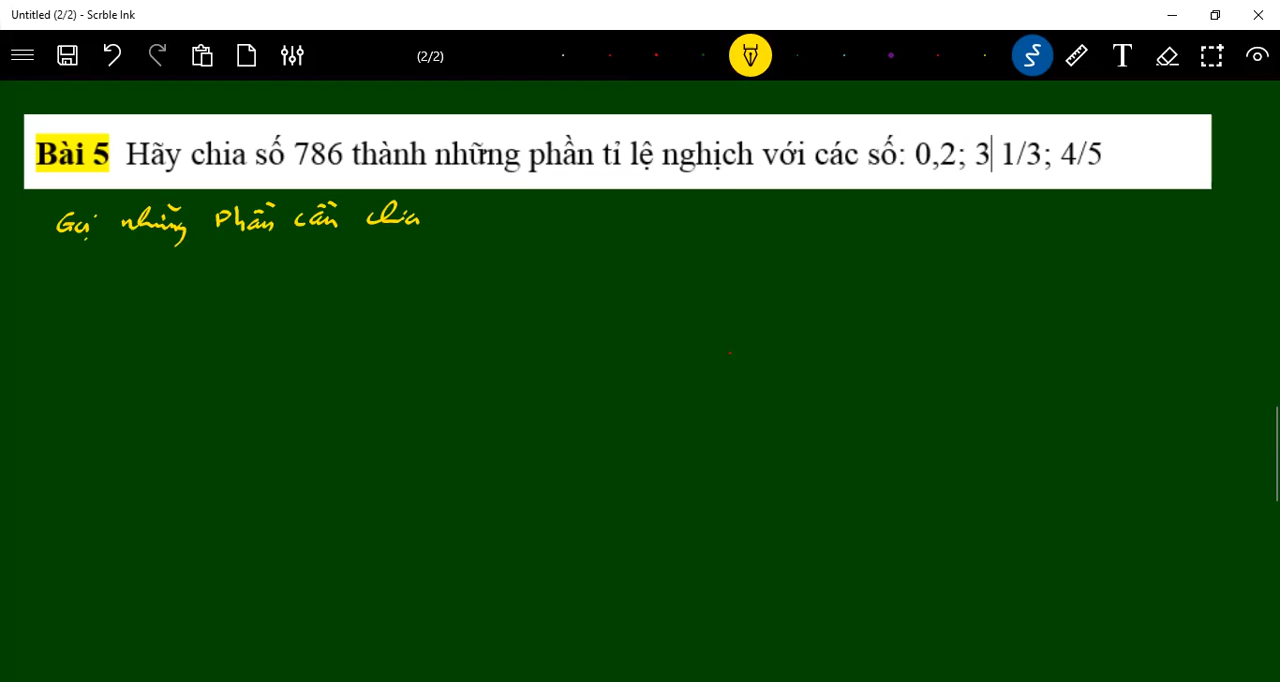 Untitled (2/2) - Scrble Ink
(2/2)
T
Bài 5 Hãy chia số 786 thành những phần tỉ lệ nghịch với các số: 0,2; 3 1/3; 4/5
Gọi những phần cần chia